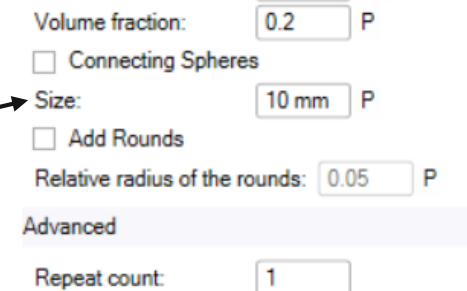 Volume fraction: 0.2 P
Connecting Spheres
Size: 10 mm P
Add Rounds
Relative radius of the rounds: 0.05 P
Advanced
Repeat count: 1